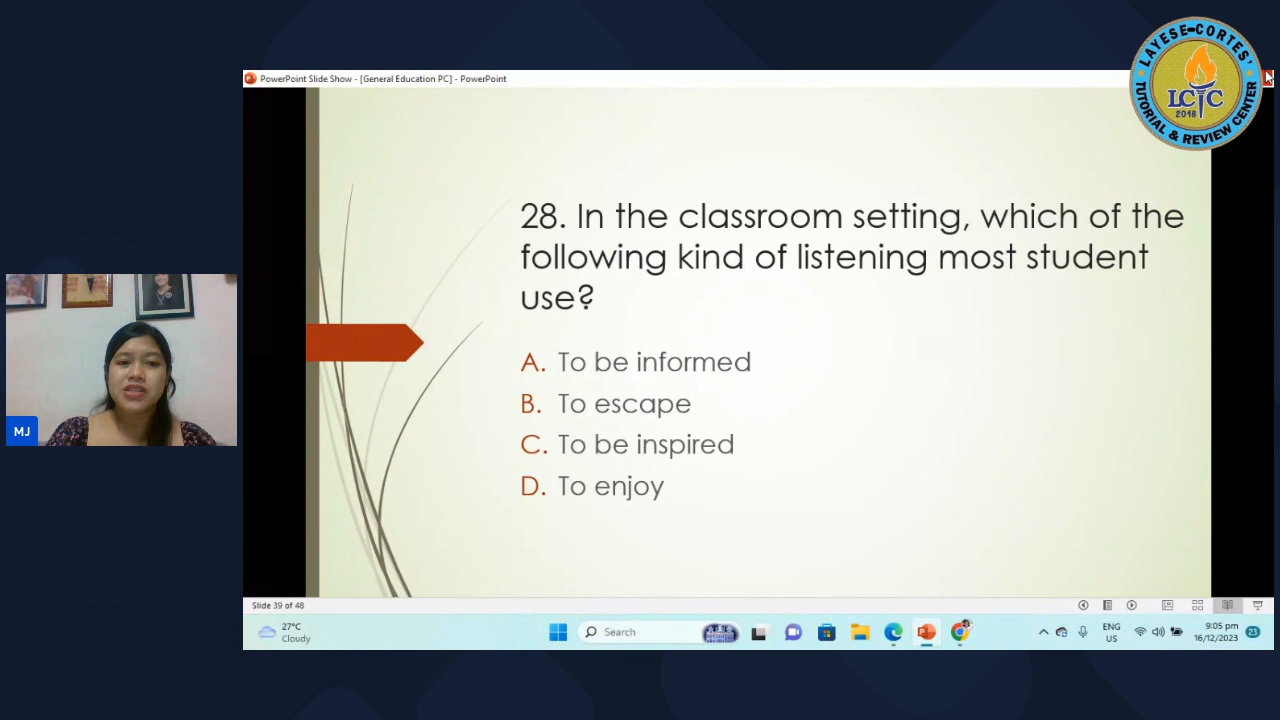 LAYESE-CORTES'
LCTC
2018
TUTORIAL & REVIEW CENTER
PowerPoint Slide Show - [General Education PC] - PowerPoint
28. In the classroom setting, which of the
following kind of listening most student
use?
A. To be informed
B. To escape
C. To be inspired
D. To enjoy
MJ
Slide 39 of 48
27°C
Cloudy
Search
ENG
US
9:05 pm
16/12/2023
23